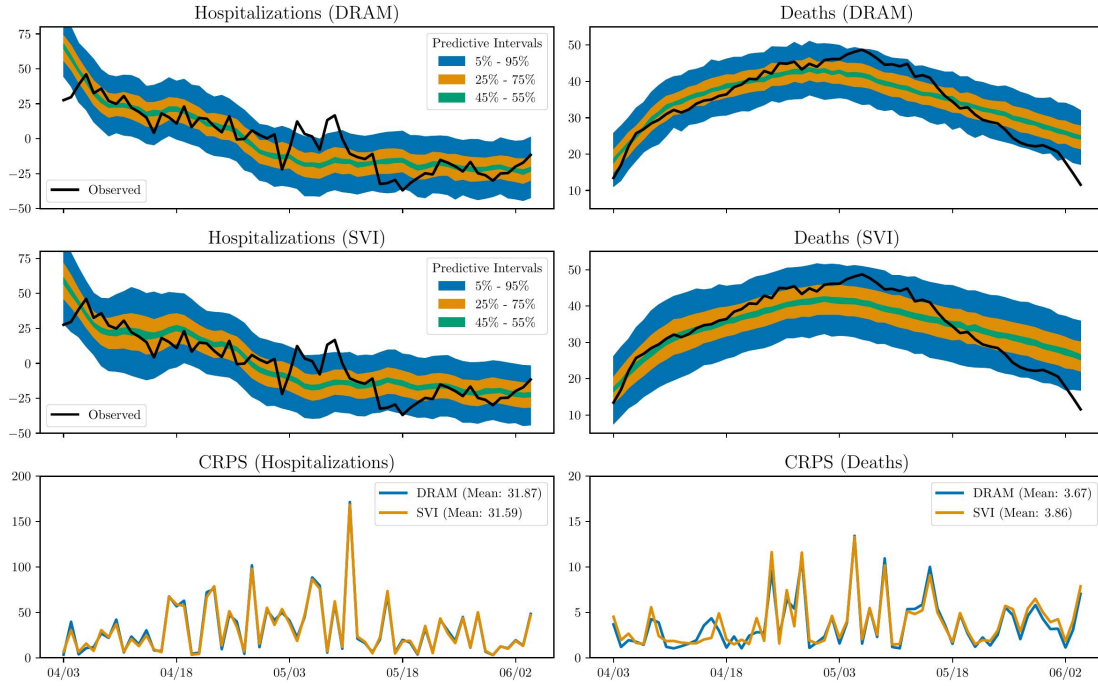 Hospitalizations (DRAM)
75
50
25
0
−25
−50
Predictive Intervals
5% - 95%
25% - 75%
45% - 55%
Observed
Deaths (DRAM)
50
40
30
20
10
Hospitalizations (SVI)
75
50
25
0
−25
−50
Predictive Intervals
5% - 95%
25% - 75%
45% - 55%
Observed
Deaths (SVI)
50
40
30
20
10
CRPS (Hospitalizations)
200
150
100
50
0
DRAM (Mean: 31.87)
SVI (Mean: 31.59)
04/03
04/18
05/03
05/18
06/02
CRPS (Deaths)
20
15
10
5
0
DRAM (Mean: 3.67)
SVI (Mean: 3.86)
04/03
04/18
05/03
05/18
06/02